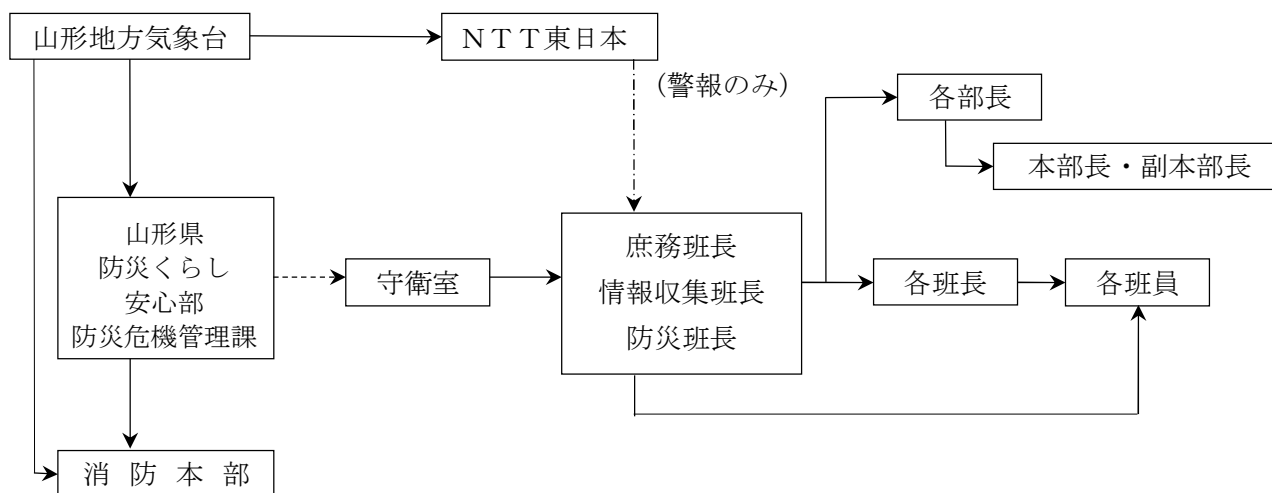 山形地方気象台
ＮＴＴ東日本
(警報のみ)
各部長
本部長・副本部長
山形県
防災くらし
安心部
防災危機管理課
守衛室
庶務班長
情報収集班長
防災班長
各班長
各班員
消 防 本 部